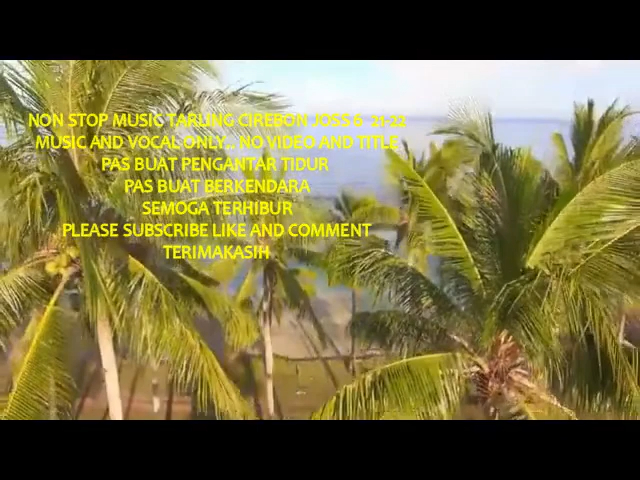 NON STOP MUSIC TARLING CIREBON JOSS 6 21-22
MUSIC AND VOCAL ONLY... NO VIDEO AND TITLE
PAS BUAT PENGANTAR TIDUR
PAS BUAT BERKENDARA
SEMOGA TERHIBUR
PLEASE SUBSCRIBE LIKE AND COMMENT
TERIMAKASIH